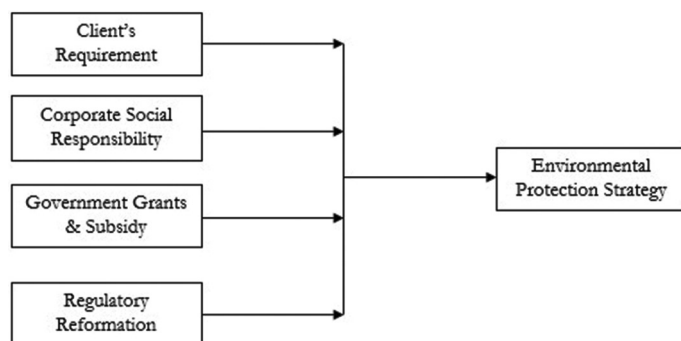 Client's
Requirement
Corporate Social
Responsibility
Government Grants
& Subsidy
Regulatory
Reformation
Environmental
Protection Strategy